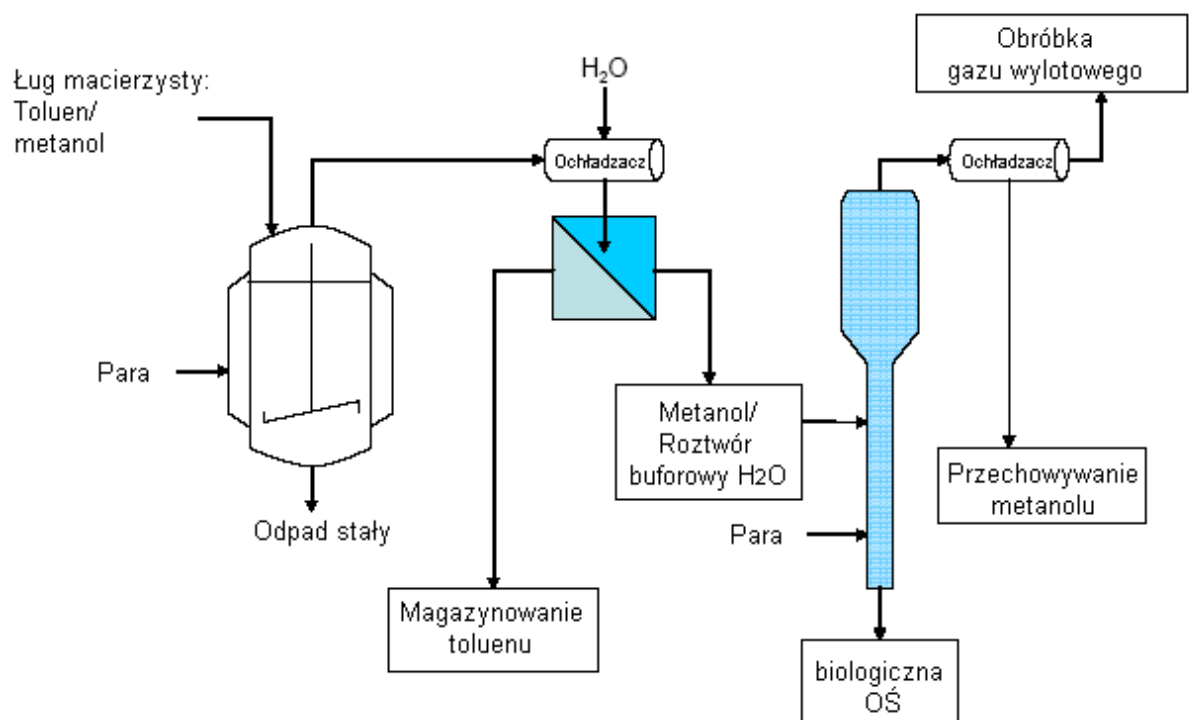 Ług macierzysty:
Toluen/
metanol
H2O
Obróbka
gazu wylotowego
Ochładzacz
Ochładzacz
Para
Metanol/
Roztwór
buforowy H2O
Przechowywanie
metanolu
Odpad stały
Para
Magazynowanie
toluenu
biologiczna
OŚ